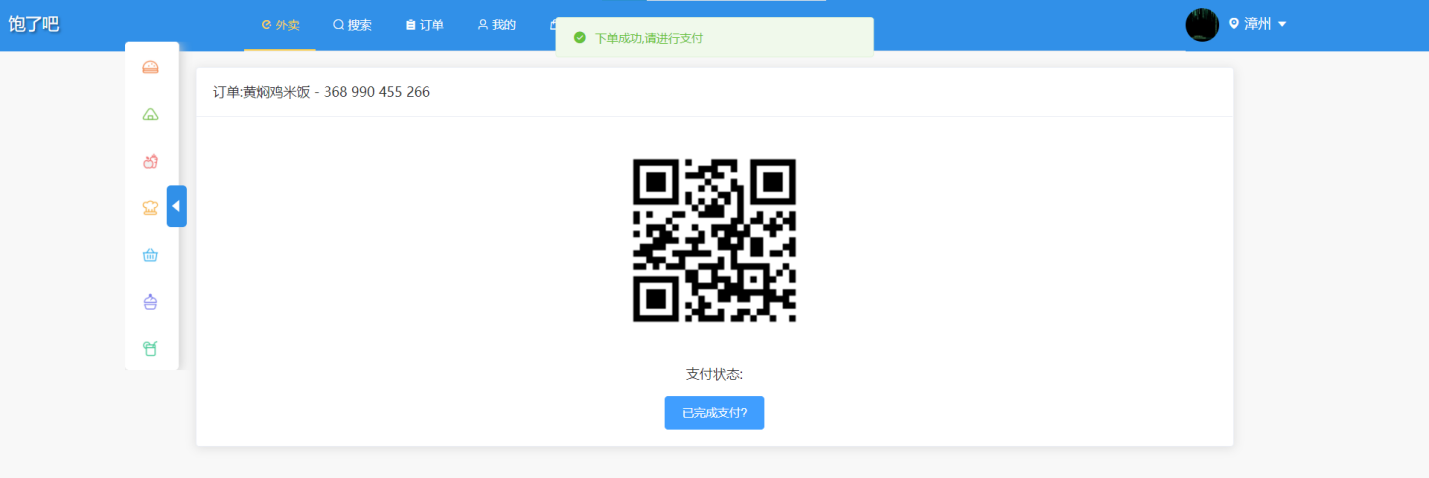 饱了吧
外卖 搜索 订单 我的
下单成功,请进行支付
漳州
订单:黄焖鸡米饭 - 368 990 455 266
支付状态:
已完成支付?